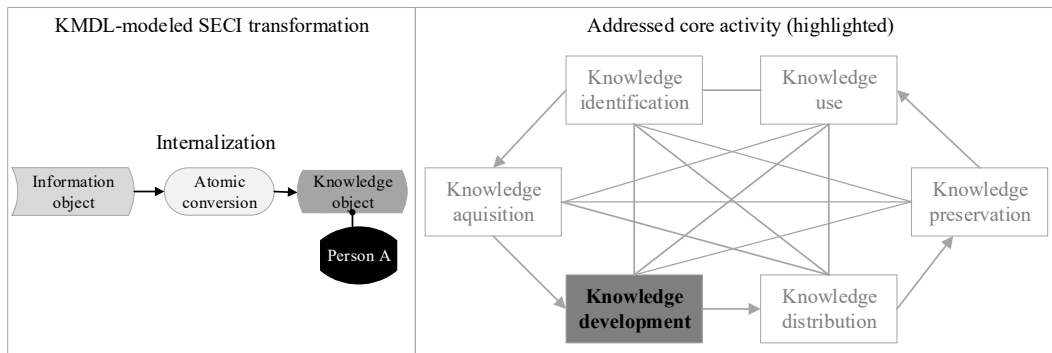 KMDL-modeled SECI transformation
Internalization
Information
object
Atomic
conversion
Knowledge
object
Person A
Addressed core activity (highlighted)
Knowledge
identification
Knowledge
use
Knowledge
aquisition
Knowledge
preservation
Knowledge
development
Knowledge
distribution